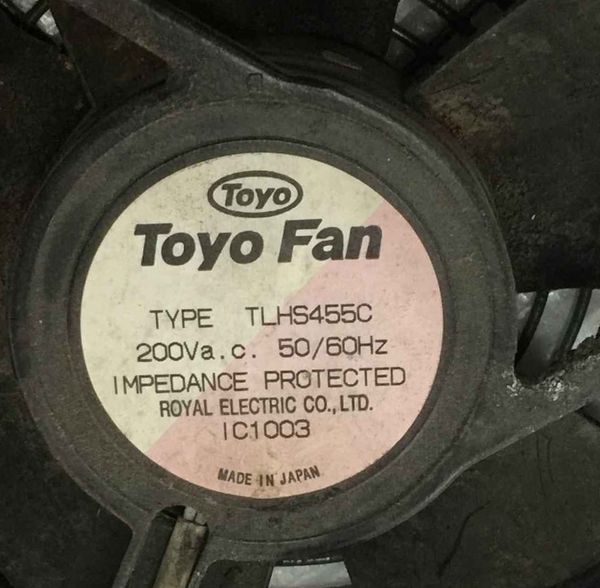 Toyo
Toyo Fan
TYPE TLHS455C
200Va.c. 50/60Hz
IMPEDANCE PROTECTED
ROYAL ELECTRIC CO.,LTD.
IC1003
MADE IN JAPAN